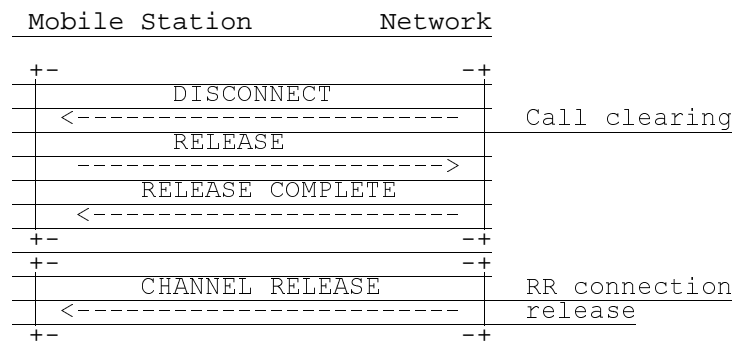 Mobile Station Network
+- -+
DISCONNECT
<------------------------ Call clearing
RELEASE
----------------------->
RELEASE COMPLETE
<-----------------------
+- -+
+- -+
CHANNEL RELEASE RR connection
<------------------------ release
+- -+